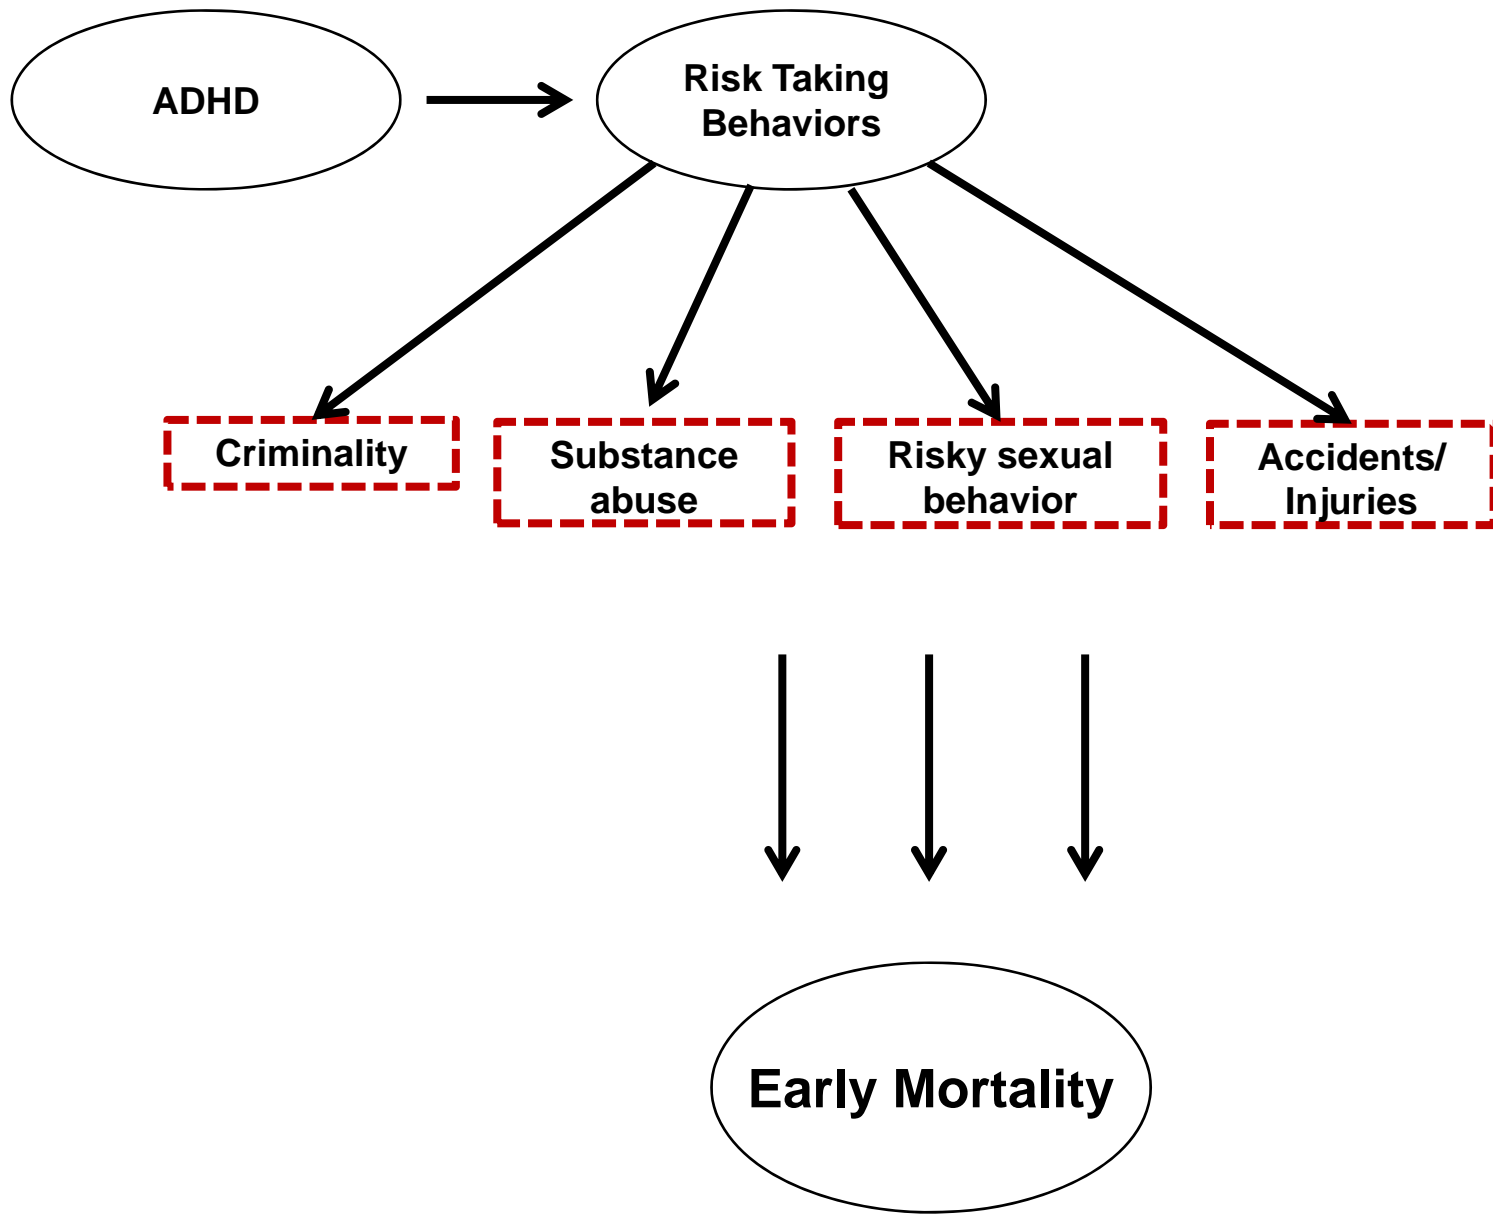 ADHD
Risk Taking
Behaviors
Criminality
Substance
abuse
Risky sexual
behavior
Accidents/
Injuries
Early Mortality